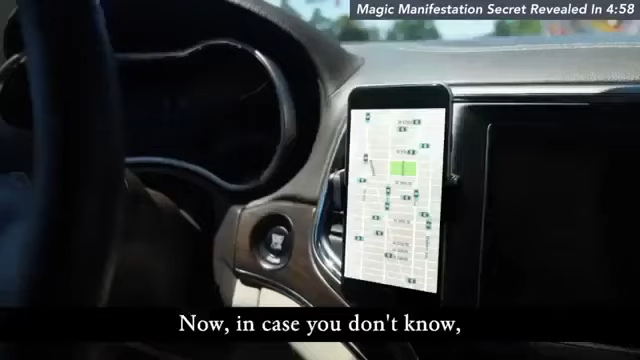 Magic Manifestation Secret Revealed In 4:58
Now, in case you don't know,